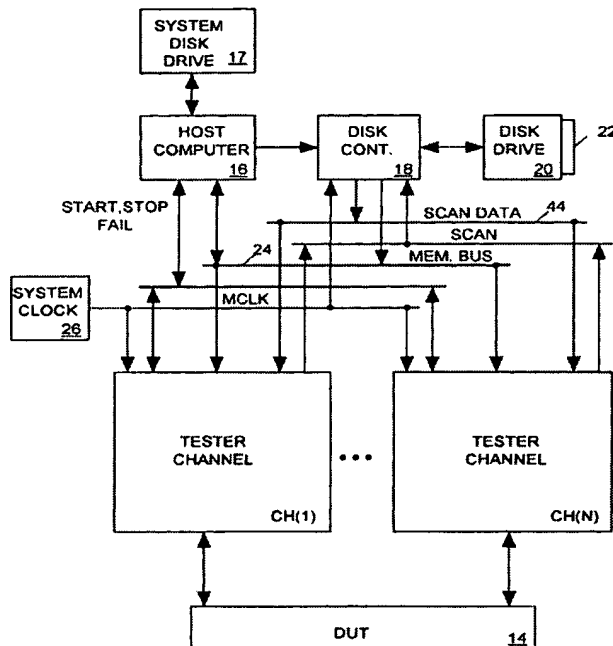 SYSTEM
DISK
DRIVE 17
HOST
COMPUTER
16
DISK
CONT.
18
DISK
DRIVE
20
22
START,STOP
FAIL
SCAN DATA
44
SCAN
24
MEM. BUS
SYSTEM
CLOCK
26
MCLK
TESTER
CHANNEL
CH(1)
•••
TESTER
CHANNEL
CH(N)
DUT
14